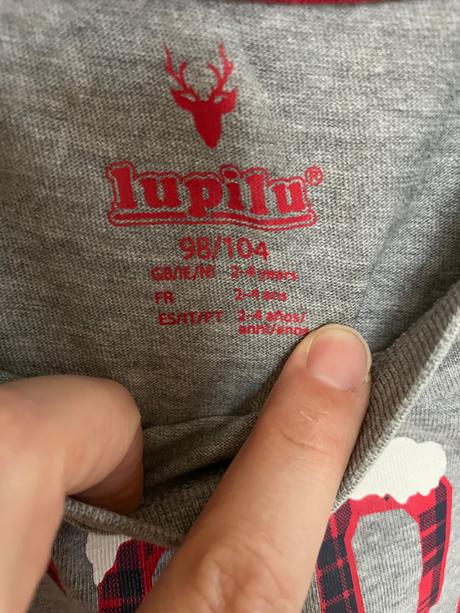 lupilu®
98/104
GB/IE/NI 2-4 years
FR 2-4 ans
ES/IT/PT 2-4 años/
anni/anos